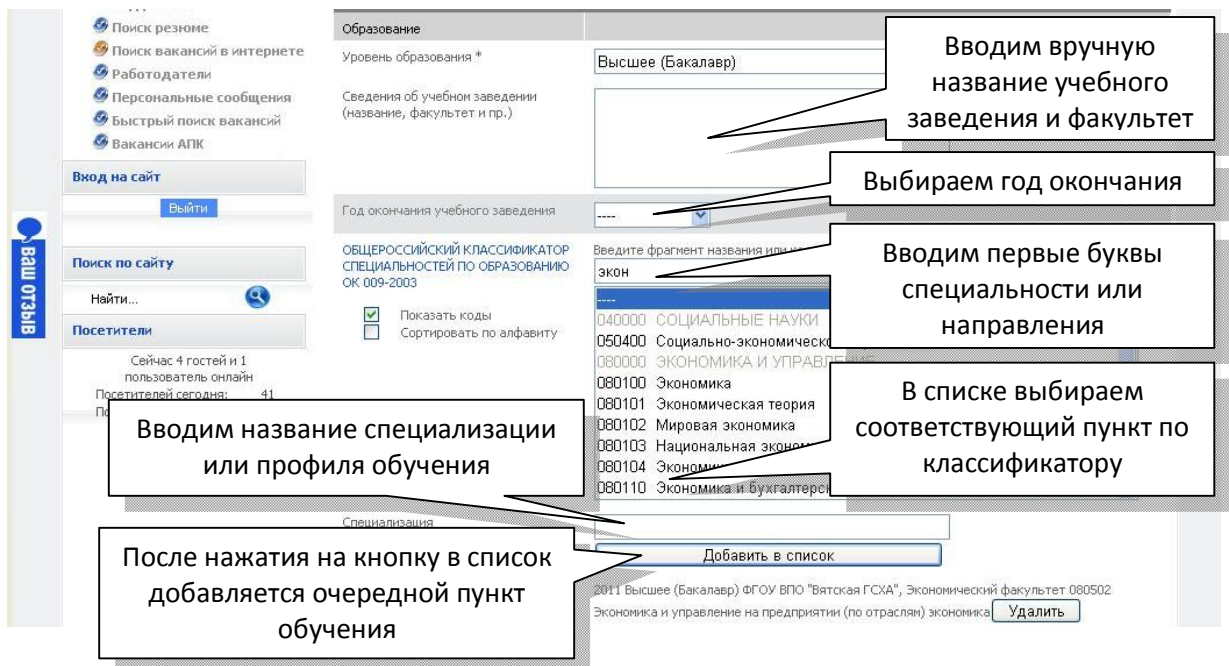 Поиск резюме
Поиск вакансий в интернете
Работодатели
Персональные сообщения
Быстрый поиск вакансий
Вакансии АПК
Вход на сайт
Выйти
Поиск по сайту
Найти...
Посетители
Сейчас 4 гостей и 1
пользователь онлайн
Посетителей сегодня: 41
ВАШ ОТЗЫВ
Образование
Уровень образования *
Высшее (Бакалавр)
Сведения об учебном заведении
(название, факультет и пр.)
Вводим вручную
название учебного
заведения и факультет
Год окончания учебного заведения
----
Выбираем год окончания
ОБЩЕРОССИЙСКИЙ КЛАССИФИКАТОР
СПЕЦИАЛЬНОСТЕЙ ПО ОБРАЗОВАНИЮ
ОК 009-2003
Показать коды
Сортировать по алфавиту
Введите фрагмент названия или
экон
Вводим первые буквы
специальности или
направления
----
040000 СОЦИАЛЬНЫЕ НАУКИ
050400 Социально-экономическо
080000 ЭКОНОМИКА И УПРАВЛЕНИЕ
080100 Экономика
080101 Экономическая теория
080102 Мировая экономика
080103 Национальная эконом
080104 Экономи
080110 Экономика и бухгалтерс
В списке выбираем
соответствующий пункт по
классификатору
Вводим название специализации
или профиля обучения
Специализация
После нажатия на кнопку в список
добавляется очередной пункт
обучения
Добавить в список
2011 Высшее (Бакалавр) ФГОУ ВПО "Вятская ГСХА", Экономический факультет 080502
Экономика и управление на предприятии (по отраслям) экономика Удалить